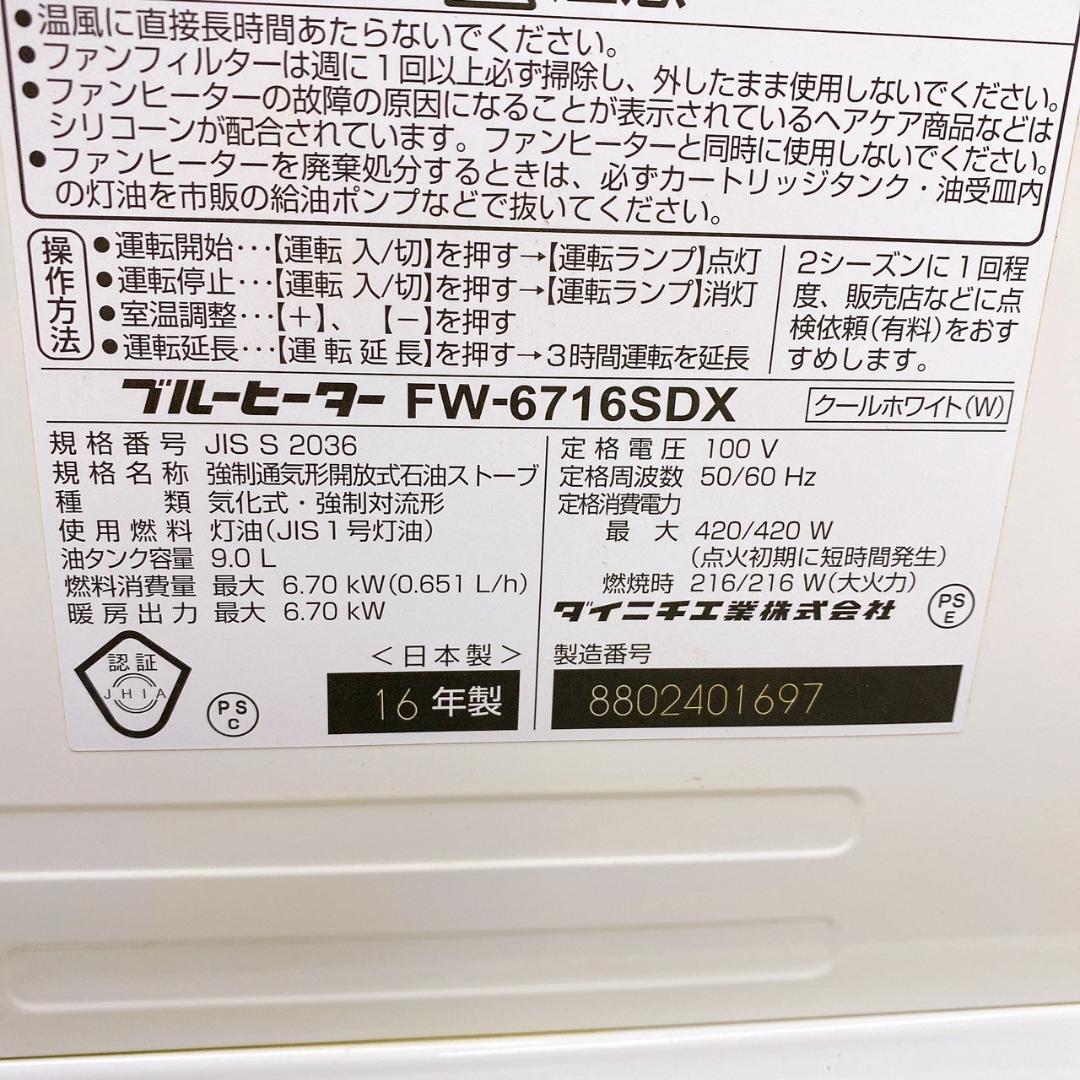 ●温風に直接長時間あたらないでください。
●ファンフィルターは週に1回以上必ず掃除し、外したまま使用しないでください。
●ファンヒーターの故障の原因になることが表示されているヘアケア商品などは
シリコーンが配合されています。ファンヒーターと同時に使用しないでください。
●ファンヒーターを廃棄処分するときは、必ずカートリッジタンク・油受皿内
の灯油を市販の給油ポンプなどで抜いてください。
操作方法
●運転開始・・・【運転 入/切】を押す→【運転ランプ】点灯
●運転停止・・・【運転 入/切】を押す→【運転ランプ】消灯
●室温調整・・・【+】、【−】を押す
●運転延長・・・【運転延長】を押す→3時間運転を延長
2シーズンに1回程
度、販売店などに点
検依頼(有料)をおす
すめします。
ブルーヒーター FW-6716SDX クールホワイト(W)
規格番号 JIS S 2036
規格名称 強制通気形開放式石油ストーブ
種類 気化式・強制対流形
使用燃料 灯油(JIS1号灯油)
油タンク容量 9.0 L
燃料消費量 最大 6.70 kW(0.651 L/h)
暖房出力 最大 6.70 kW
定格電圧 100 V
定格周波数 50/60 Hz
定格消費電力
最大 420/420 W
(点火初期に短時間発生)
燃焼時 216/216 W(大火力)
ダイニチ工業株式会社
PS
E
認証
JHIA
PS
C
<日本製>
16年製
製造番号
8802401697